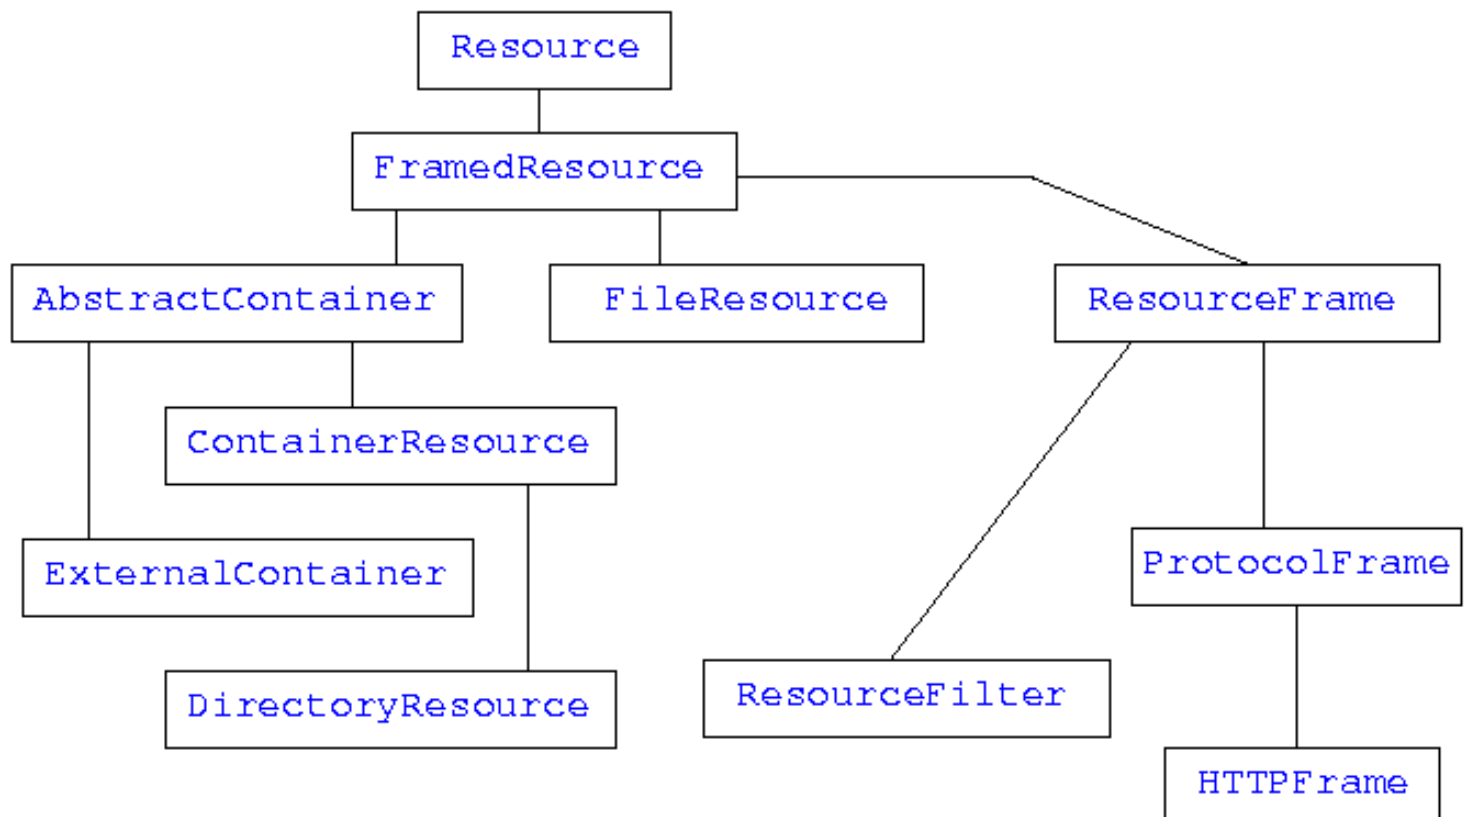 Resource
FramedResource
AbstractContainer
FileResource
ResourceFrame
ContainerResource
ExternalContainer
ProtocolFrame
DirectoryResource
ResourceFilter
HTTPFrame